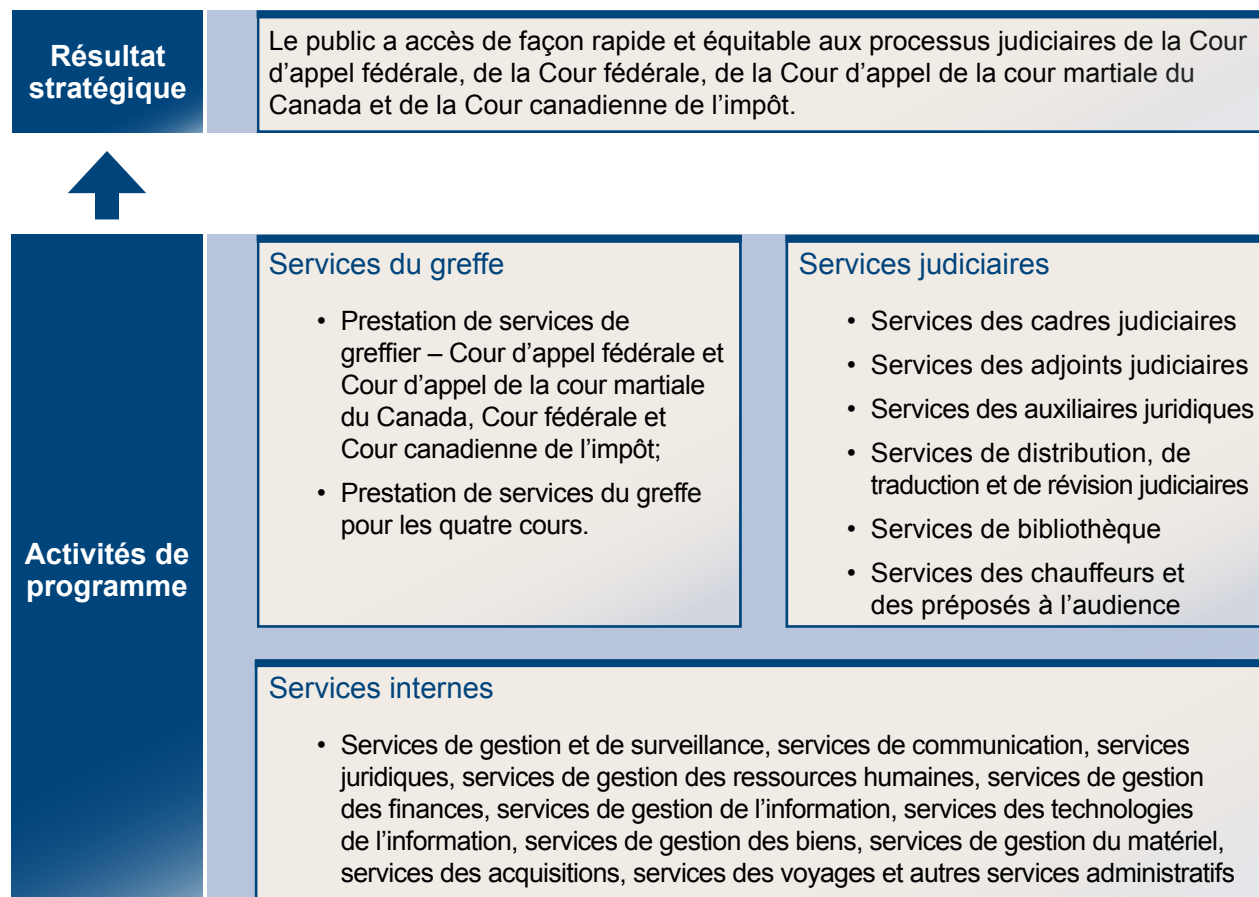 Résultat
stratégique
Le public a accès de façon rapide et équitable aux processus judiciaires de la Cour
d'appel fédérale, de la Cour fédérale, de la Cour d'appel de la cour martiale du
Canada et de la Cour canadienne de l'impôt.
Activités de
programme
Services du greffe
• Prestation de services de
greffier – Cour d'appel fédérale et
Cour d'appel de la cour martiale
du Canada, Cour fédérale et
Cour canadienne de l'impôt;
• Prestation de services du greffe
pour les quatre cours.
Services judiciaires
• Services des cadres judiciaires
• Services des adjoints judiciaires
• Services des auxiliaires juridiques
• Services de distribution, de
traduction et de révision judiciaires
• Services de bibliothèque
• Services des chauffeurs et
des préposés à l'audience
Services internes
• Services de gestion et de surveillance, services de communication, services
juridiques, services de gestion des ressources humaines, services de gestion
des finances, services de gestion de l'information, services des technologies
de l'information, services de gestion des biens, services de gestion du matériel,
services des acquisitions, services des voyages et autres services administratifs